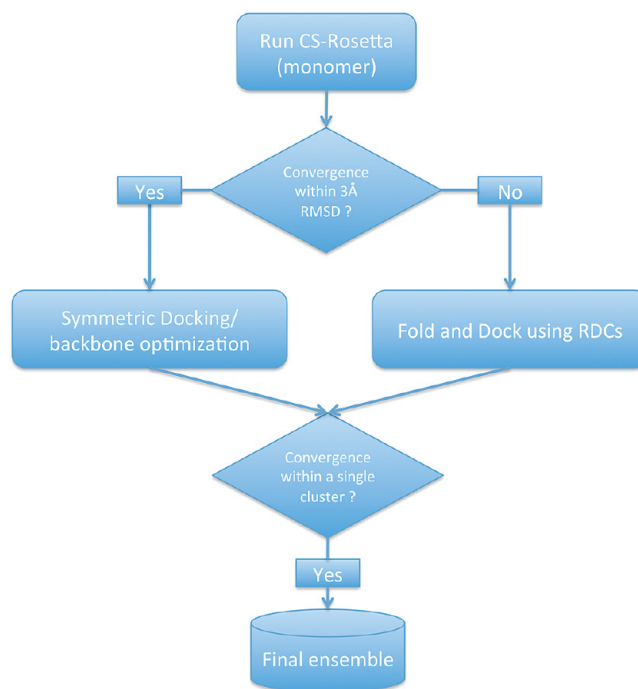 Run CS-Rosetta
(monomer)
Convergence
within 3Å
RMSD ?
Yes
No
Symmetric Docking/
backbone optimization
Fold and Dock using RDCs
Convergence
within a single
cluster ?
Yes
Final ensemble